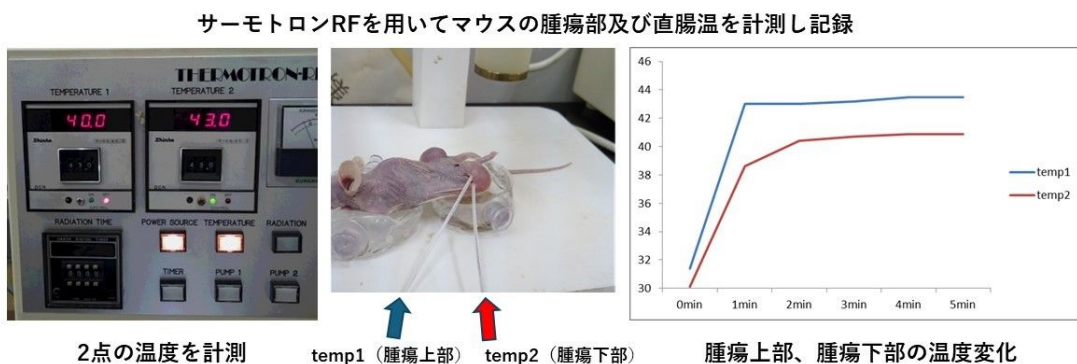 サーモトロンRFを用いてマウスの腫瘍部及び直腸温を計測し記録
THERMOTRON-RF
TEMPERATURE 1
TEMPERATURE 2
40.0
43.0
Shinko
Shinko
RADIATION TIME
POWER SOURCE
TEMPERATURE
RADIATION
TIMER
PUMP 1
PUMP 2
2点の温度を計測
temp1（腫瘍上部）
temp2（腫瘍下部）
46
44
42
40
38
36
34
32
30
0min
1min
2min
3min
4min
5min
temp1
temp2
腫瘍上部、腫瘍下部の温度変化